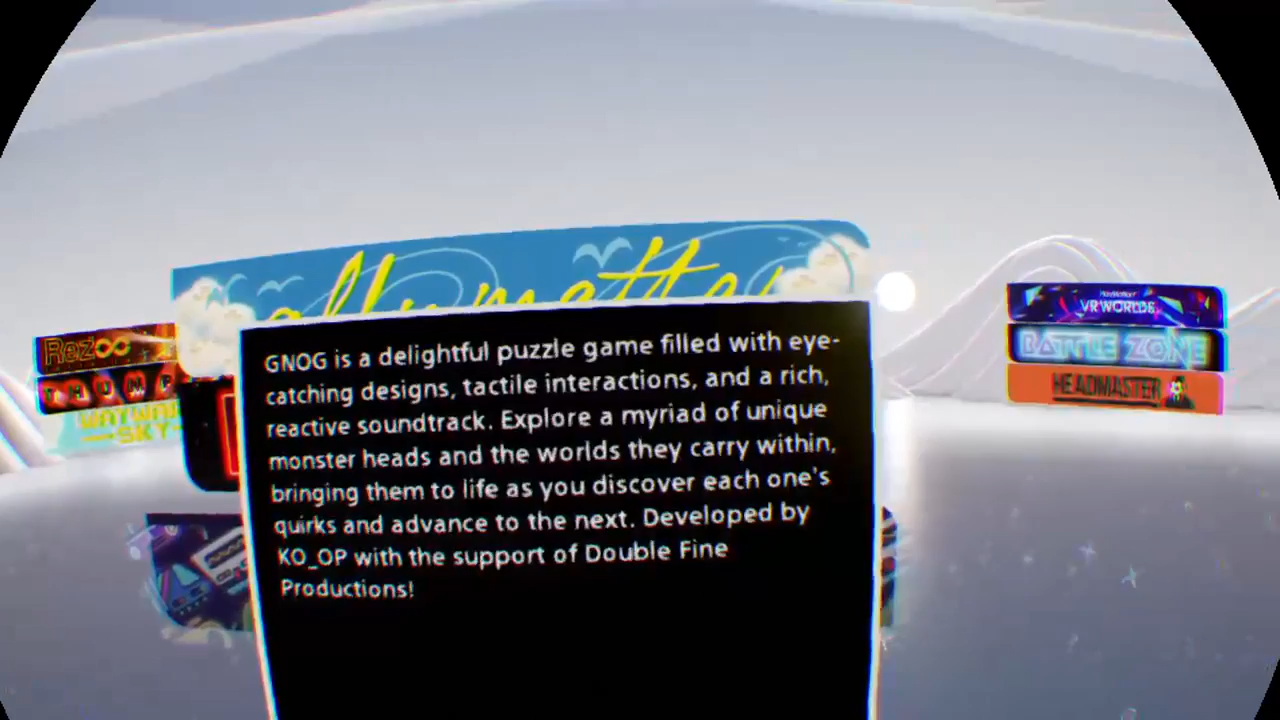 Rez∞
THUMP
GNOG is a delightful puzzle game filled with eye-
catching designs, tactile interactions, and a rich,
reactive soundtrack. Explore a myriad of unique
monster heads and the worlds they carry within,
bringing them to life as you discover each one's
quirks and advance to the next. Developed by
KO_OP with the support of Double Fine
Productions!
VR WORLDS
BATTLE ZONE
HEADMASTER